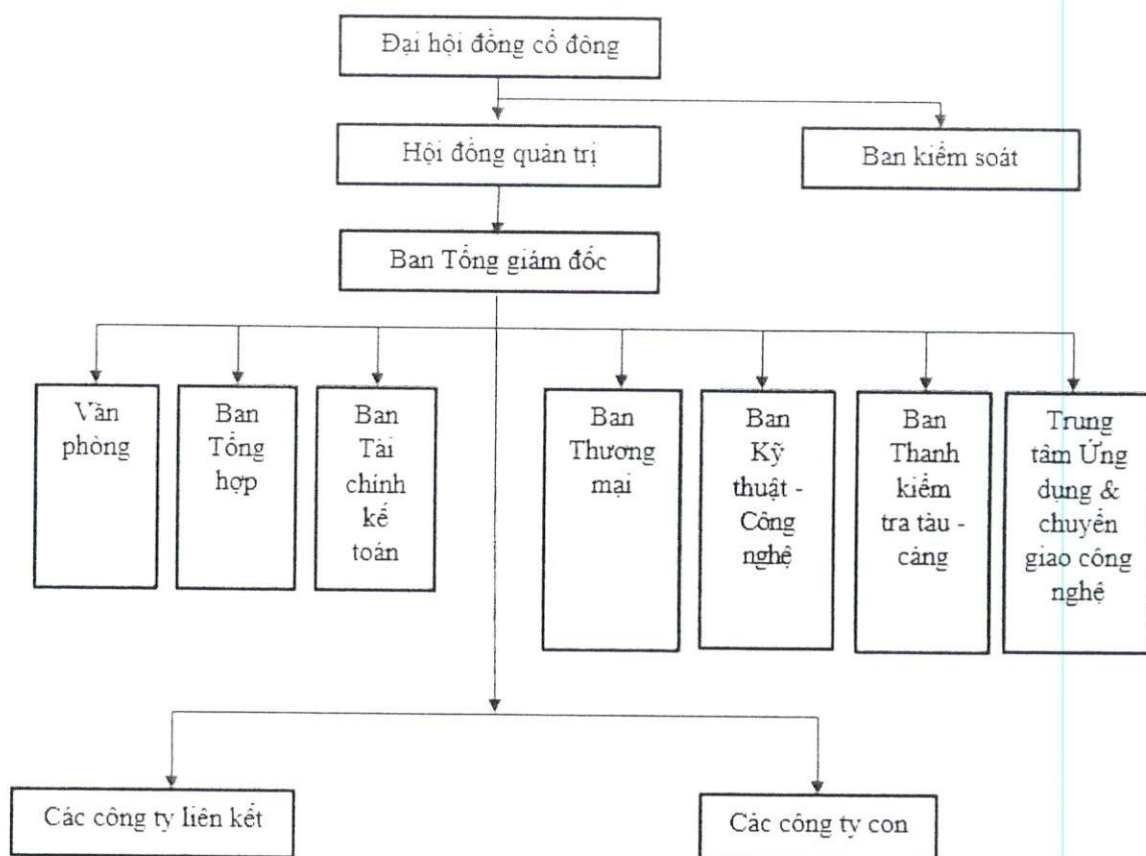 Đại hội đồng cổ đông
Hội đồng quản trị
Ban kiểm soát
Ban Tổng giám đốc
Văn
phòng
Ban
Tổng
hợp
Ban
Tài
chính
kế
toán
Ban
Thương
mại
Ban
Kỹ
thuật -
Công
nghệ
Ban
Thanh
kiểm
tra tàu -
cảng
Trung
tâm Ứng
dụng &
chuyển
giao công
nghệ
Các công ty liên kết
Các công ty con